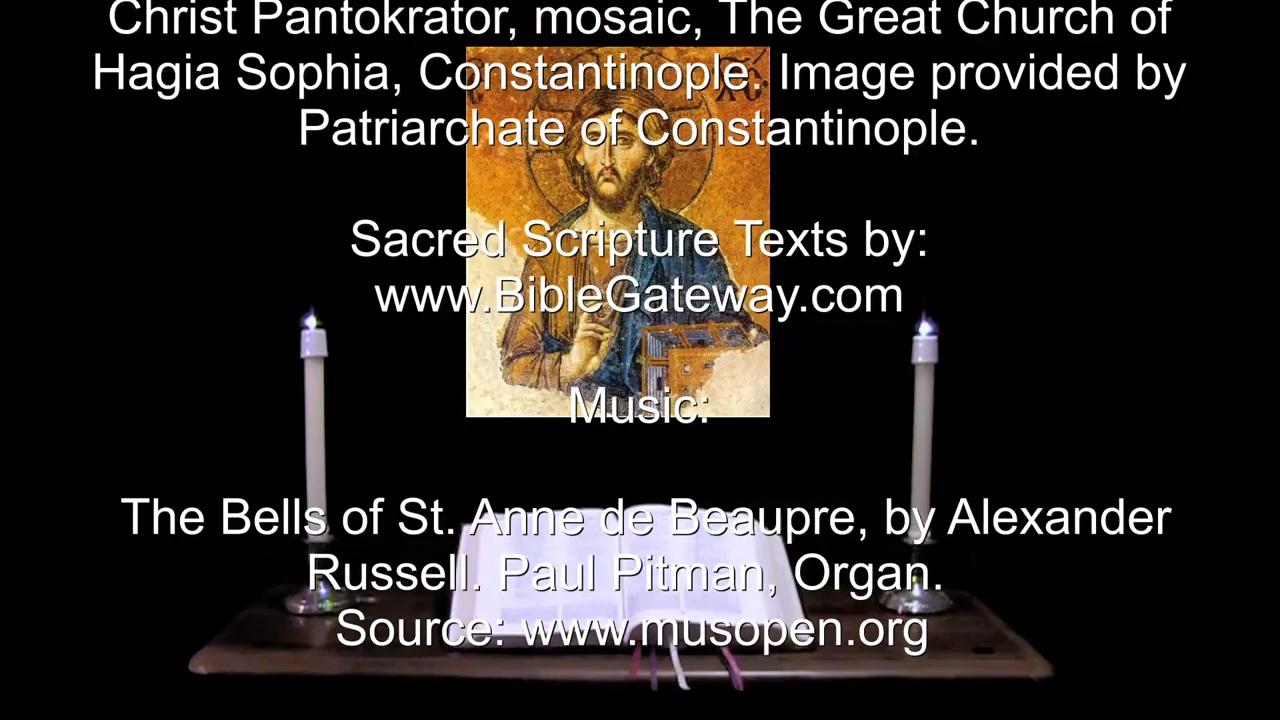 Christ Pantokrator, mosaic, The Great Church of
Hagia Sophia, Constantinople. Image provided by
Patriarchate of Constantinople.
Sacred Scripture Texts by:
www.BibleGateway.com
Music:
The Bells of St. Anne de Beaupre, by Alexander
Russell. Paul Pitman, Organ.
Source: www.musopen.org